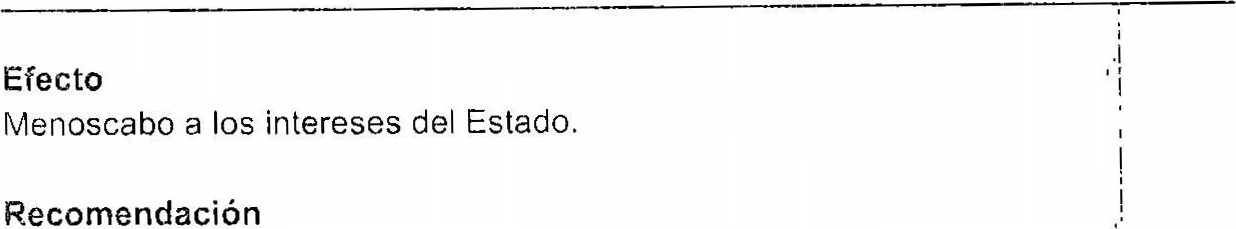 Efecto
Menoscabo a los intereses del Estado.
Recomendación